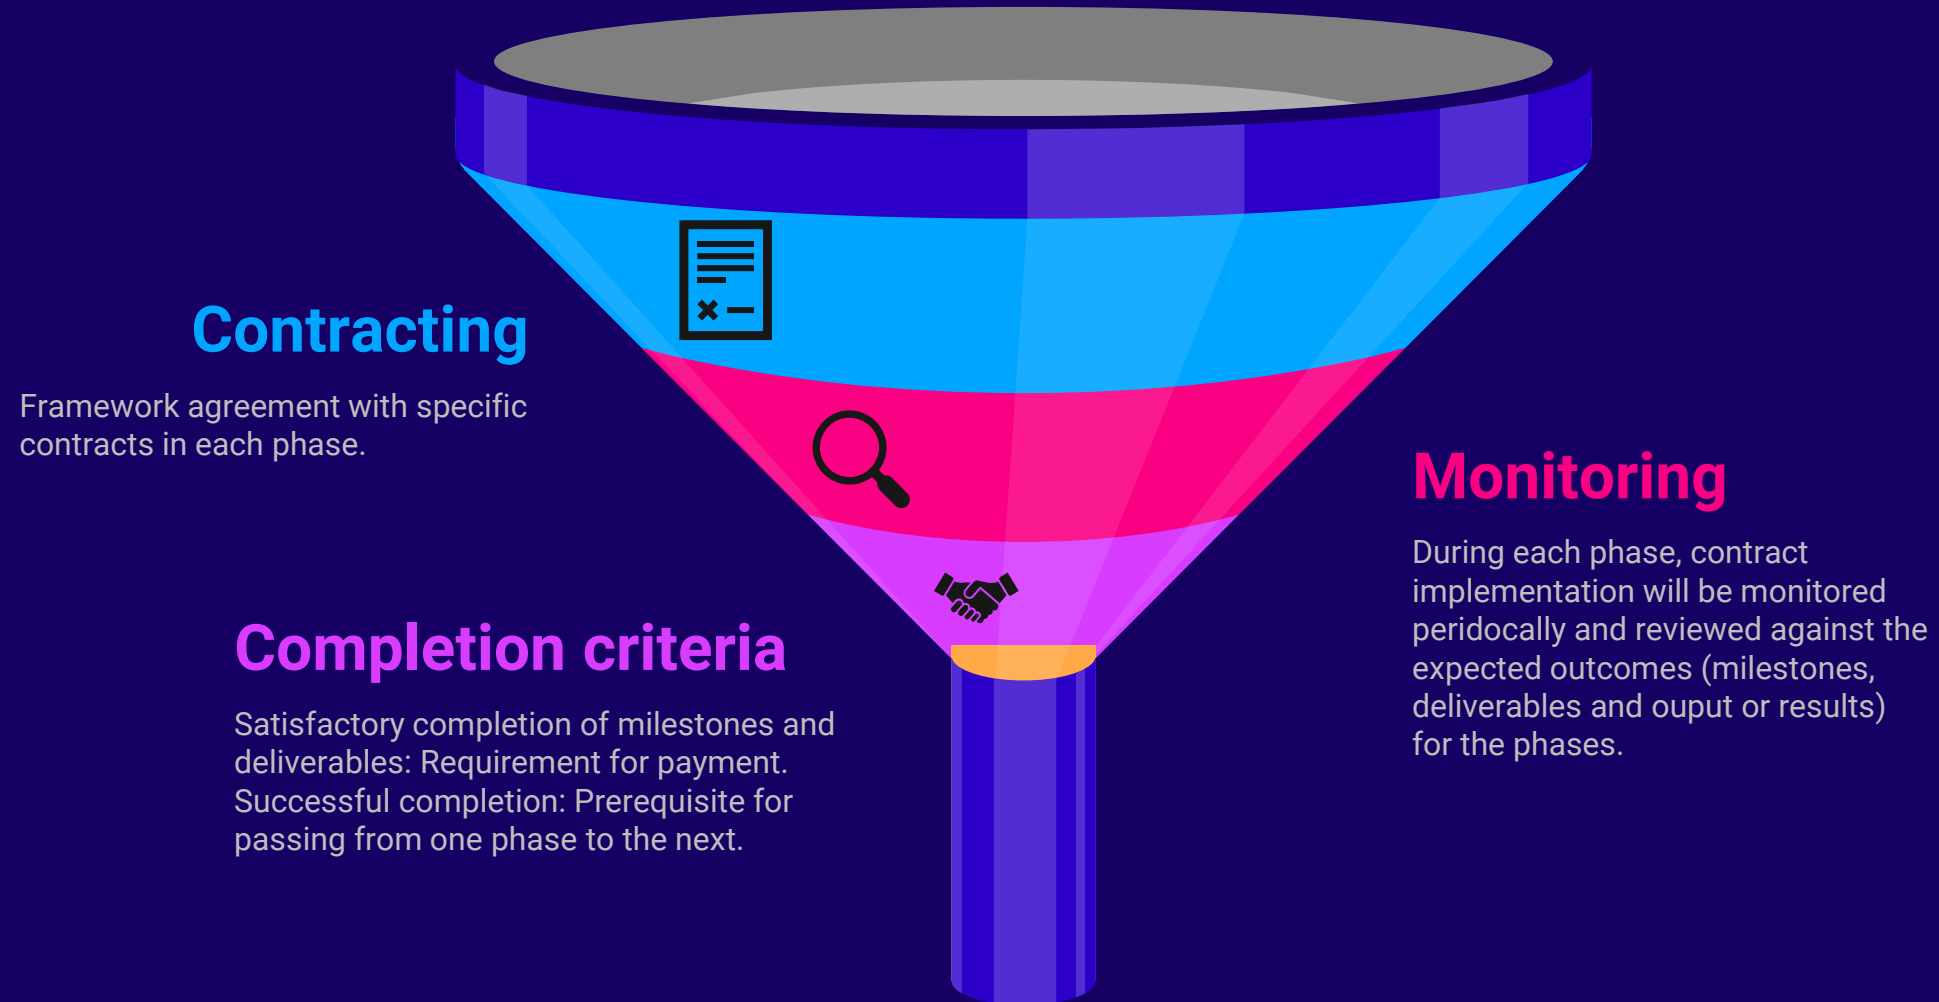 Contracting
Framework agreement with specific
contracts in each phase.
Monitoring
During each phase, contract
implementation will be monitored
peridocally and reviewed against the
expected outcomes (milestones,
deliverables and ouput or results)
for the phases.
Completion criteria
Satisfactory completion of milestones and
deliverables: Requirement for payment.
Successful completion: Prerequisite for
passing from one phase to the next.